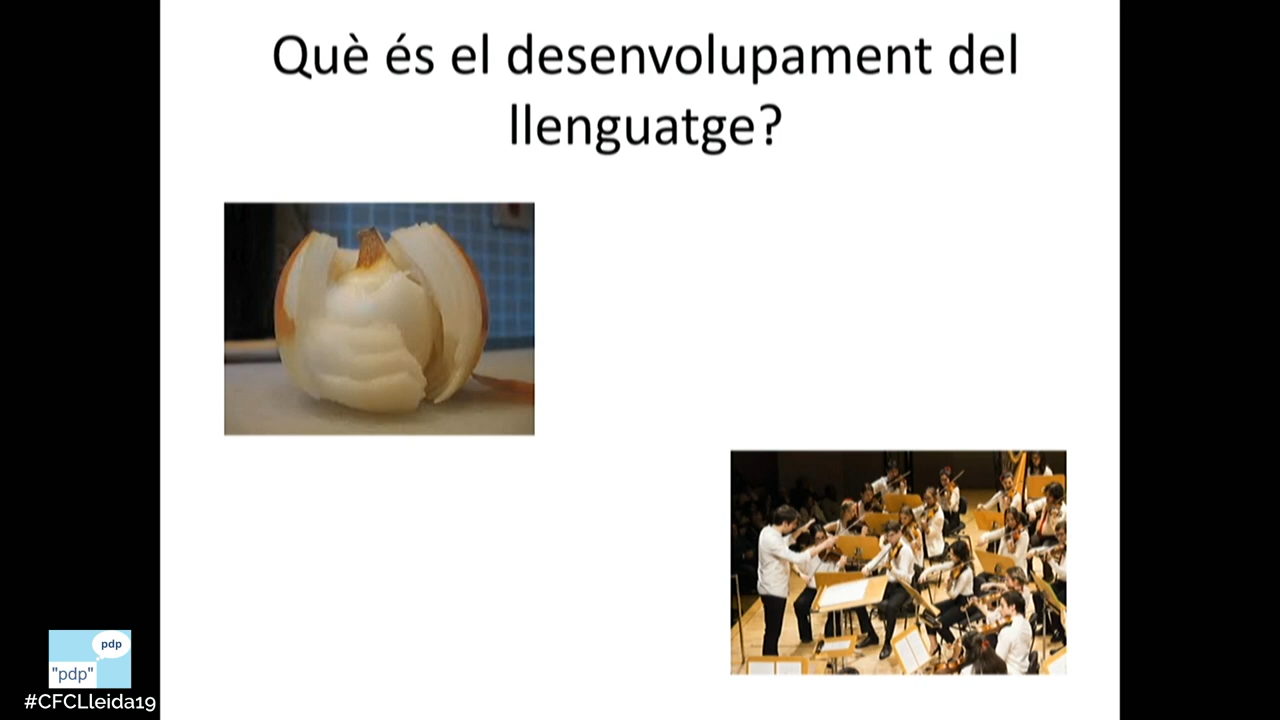 Què és el desenvolupament del
llenguatge?
pdp
"pdp"
#CFCLleida19